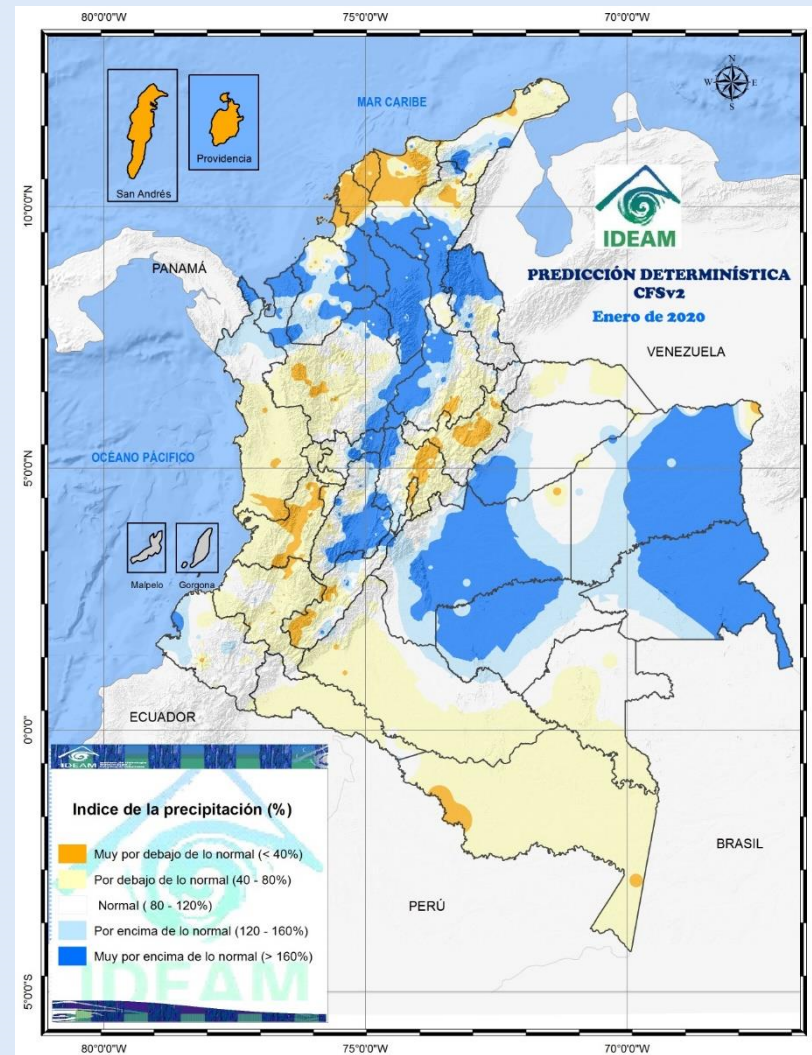 80°0'0"W
75°0'0"W
70°0'0"W
MAR CARIBE
San Andrés
Providencia
N
W
E
S
10°0'0"N
IDEAM
PREDICCIÓN DETERMINÍSTICA
CFSv2
Enero de 2020
PANAMÁ
VENEZUELA
OCÉANO PÁCIFICO
5°0'0"N
Malpelo
Gorgona
ECUADOR
0°0'0"
IDEAM
Indice de la precipitación (%)
Muy por debajo de lo normal (< 40%)
Por debajo de lo normal (40 - 80%)
Normal ( 80 - 120%)
Por encima de lo normal (120 - 160%)
Muy por encima de lo normal (> 160%)
IDEAM
BRASIL
PERÚ
5°0'0"S
80°0'0"W
75°0'0"W
70°0'0"W